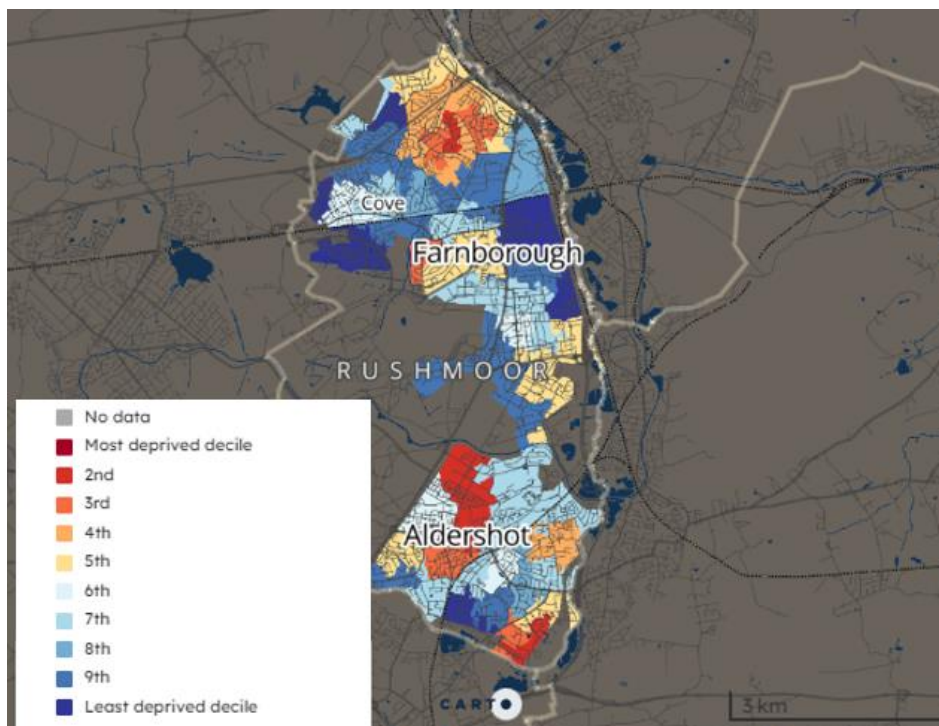 Cove
Farnborough
RUSHMOOR
No data
Most deprived decile
2nd
3rd
4th
5th
6th
7th
8th
9th
Least deprived decile
Aldershot
CARTO
3 km